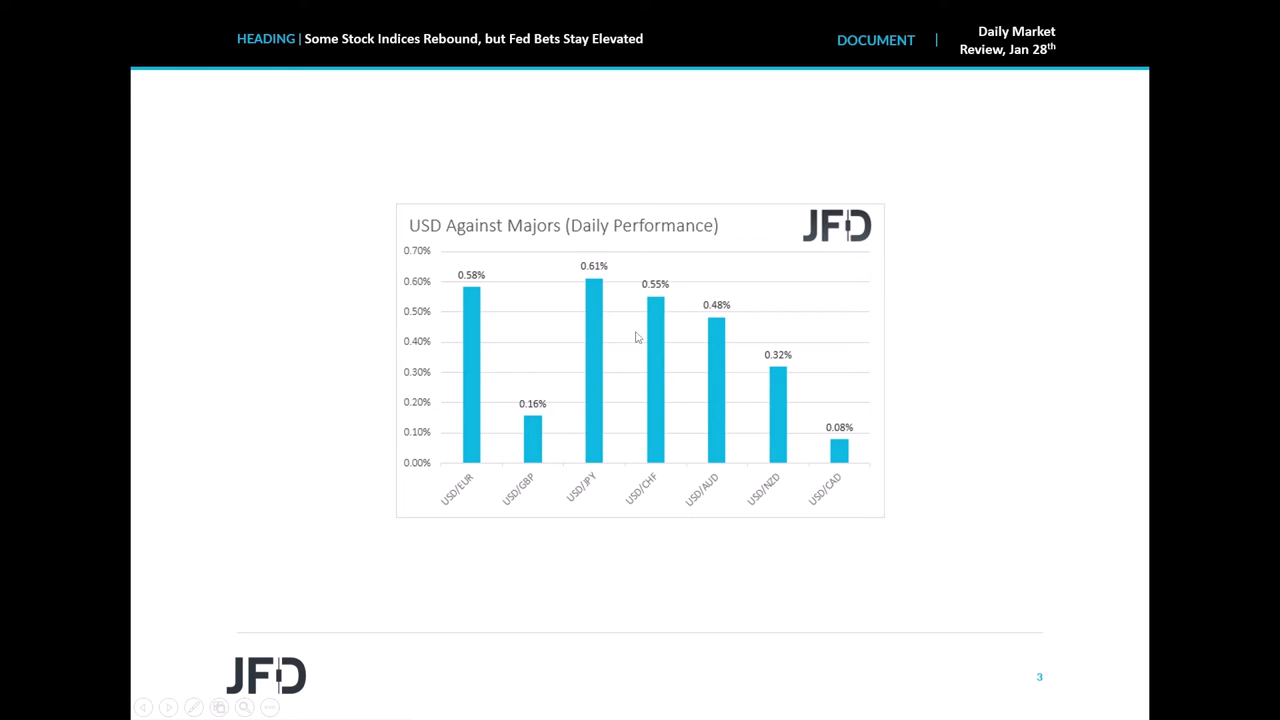 HEADING | Some Stock Indices Rebound, but Fed Bets Stay Elevated
DOCUMENT |
Daily Market
Review, Jan 28th
USD Against Majors (Daily Performance)
JFD
0.70%
0.60%
0.50%
0.40%
0.30%
0.20%
0.10%
0.00%
0.58%
0.16%
0.61%
0.55%
0.48%
0.32%
0.08%
USD/EUR
USD/GBP
USD/JPY
USD/CHF
USD/AUD
USD/NZD
USD/CAD
JFD
3